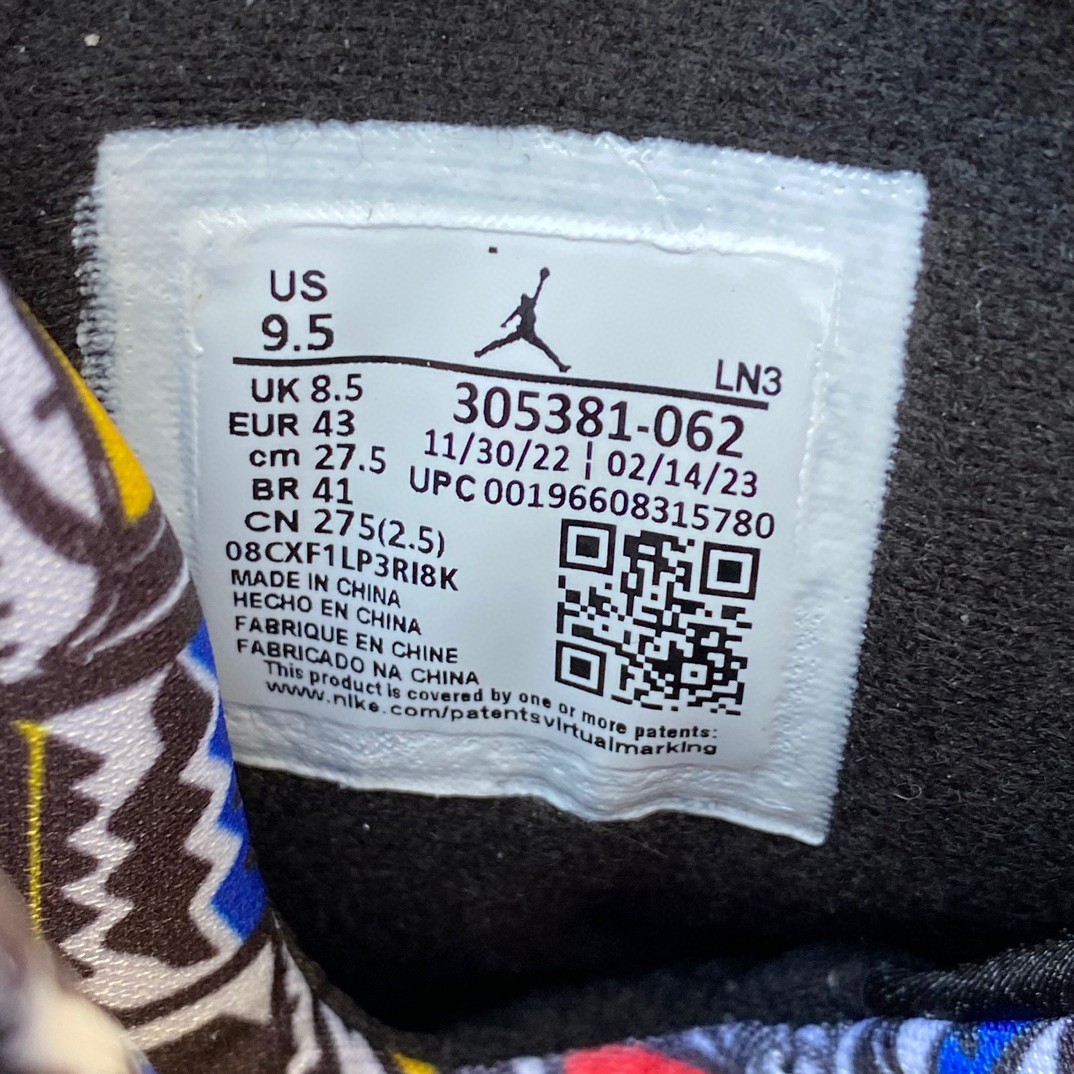 US
9.5
LN3
UK 8.5
EUR 43
cm 27.5
BR 41
CN 275(2.5)
305381-062
11/30/22 ¦ 02/14/23
UPC 00196608315780
08CXF1LP3RI8K
MADE IN CHINA
HECHO EN CHINA
FABRIQUE EN CHINE
FABRICADO NA CHINA
This product is covered by one or more patents:
www.nike.com/patentsvirtualmarking